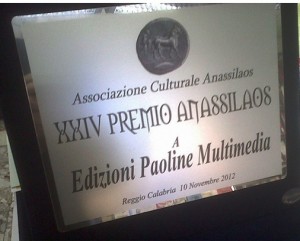 Associazione Culturale Anassilaos
XXIV PREMIO ANASSILAOS
A
Edizioni Paoline Multimedia
Reggio Calabria 10 Novembre 2012